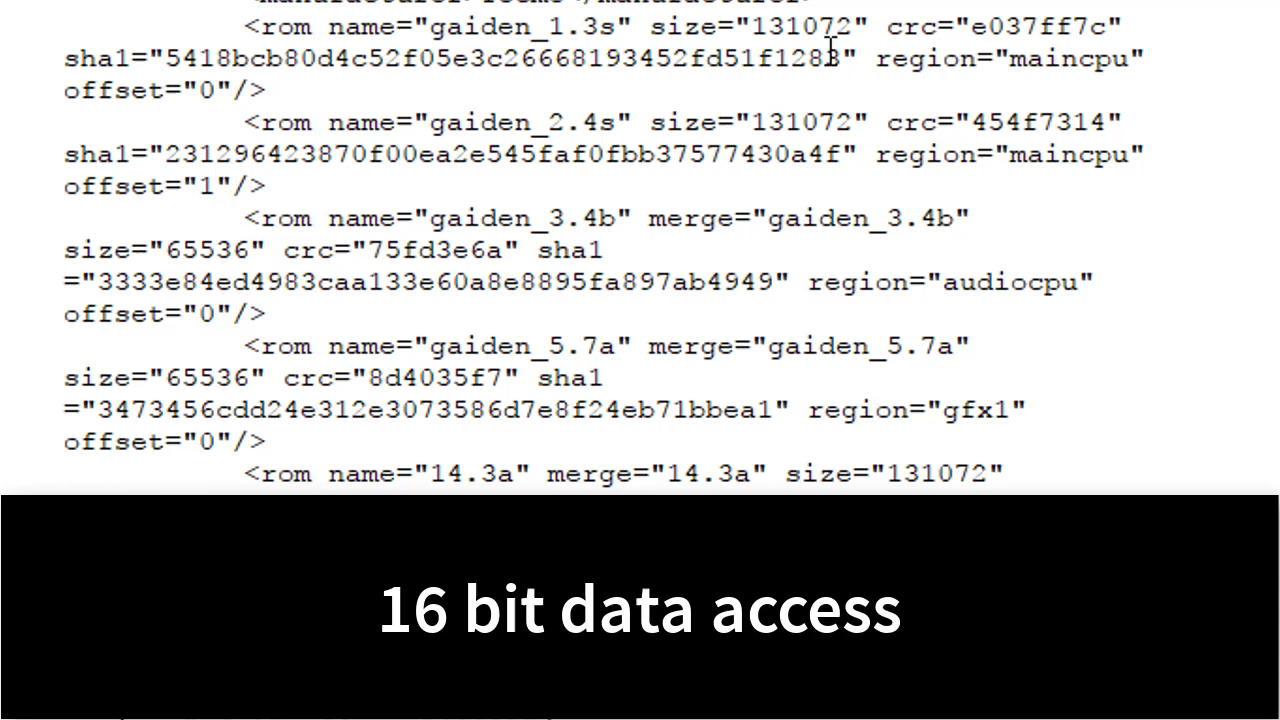 <rom name="gaiden_1.3s" size="131072" crc="e037ff7c"
sha1="5418bcb80d4c52f05e3c26668193452fd51f1283" region="maincpu"
offset="0"/>
<rom name="gaiden_2.4s" size="131072" crc="454f7314"
sha1="231296423870f00ea2e545faf0fbb37577430a4f" region="maincpu"
offset="1"/>
<rom name="gaiden_3.4b" merge="gaiden_3.4b"
size="65536" crc="75fd3e6a" sha1
="3333e84ed4983caa133e60a8e8895fa897ab4949" region="audiocpu"
offset="0"/>
<rom name="gaiden_5.7a" merge="gaiden_5.7a"
size="65536" crc="8d4035f7" sha1
="3473456cdd24e312e3073586d7e8f24eb71bbea1" region="gfx1"
offset="0"/>
<rom name="14.3a" merge="14.3a" size="131072"
16 bit data access